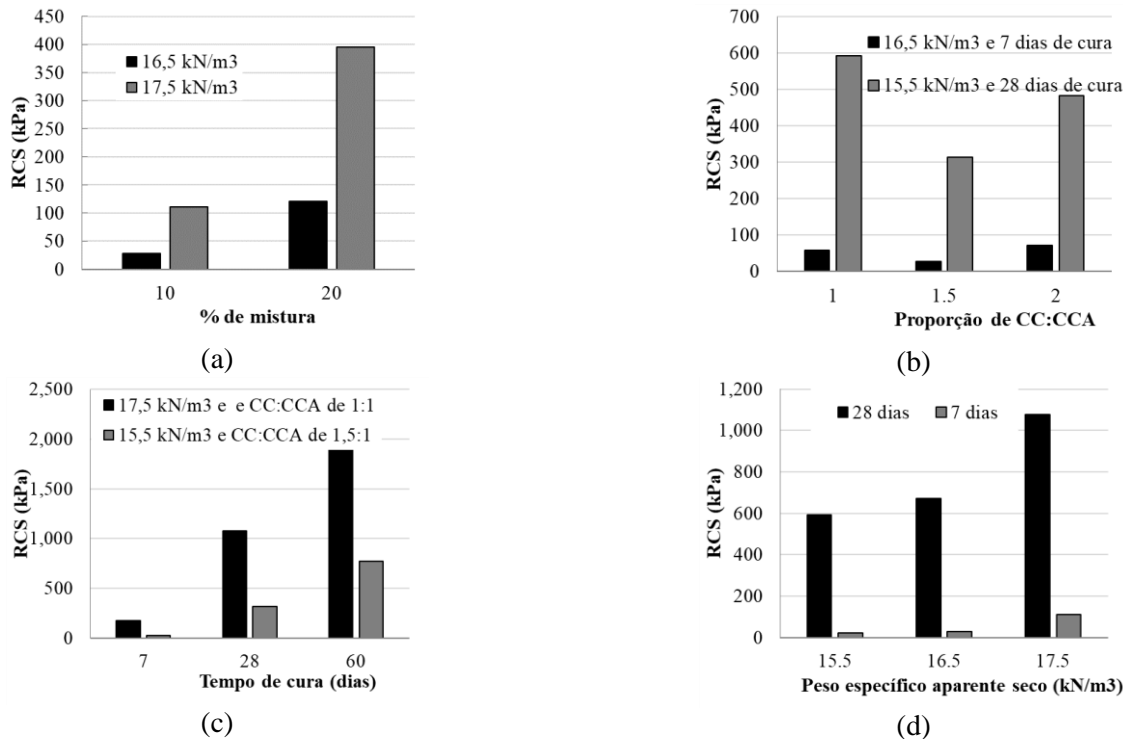 450
400
350
300
250
200
150
100
50
0
RCS (kPa)
16,5 kN/m3
17,5 kN/m3
10 20
% de mistura
(a)
700
600
500
400
300
200
100
0
RCS (kPa)
16,5 kN/m3 e 7 dias de cura
15,5 kN/m3 e 28 dias de cura
1 1.5 2
Proporção de CC:CCA
(b)
2,500
2,000
1,500
1,000
500
0
RCS (kPa)
17,5 kN/m3 e e CC:CCA de 1:1
15,5 kN/m3 e CC:CCA de 1,5:1
7 28 60
Tempo de cura (dias)
(c)
1,200
1,000
800
600
400
200
0
RCS (kPa)
28 dias 7 dias
15.5 16.5 17.5
Peso específico aparente seco (kN/m3)
(d)